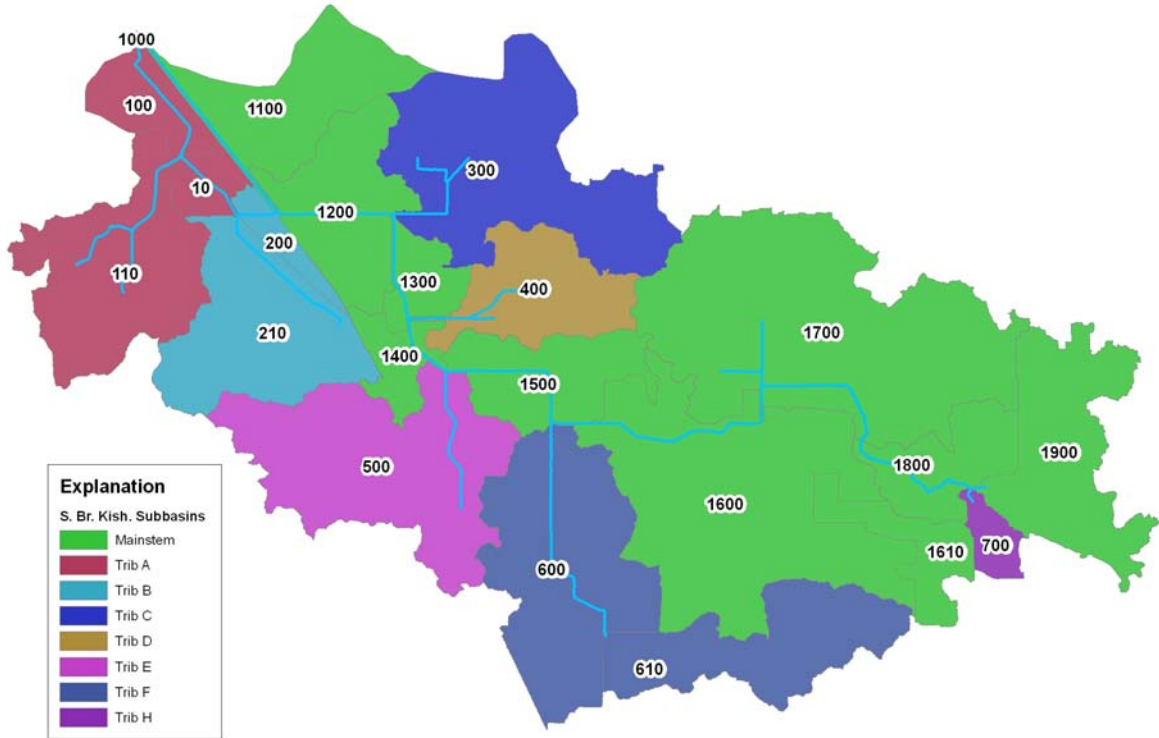 1000
100
1100
300
10
1200
200
110
1300
400
210
1400
1700
1500
500
1800
1900
1600
1610
700
600
610
Explanation
S. Br. Kish. Subbasins
Mainstem
Trib A
Trib B
Trib C
Trib D
Trib E
Trib F
Trib H